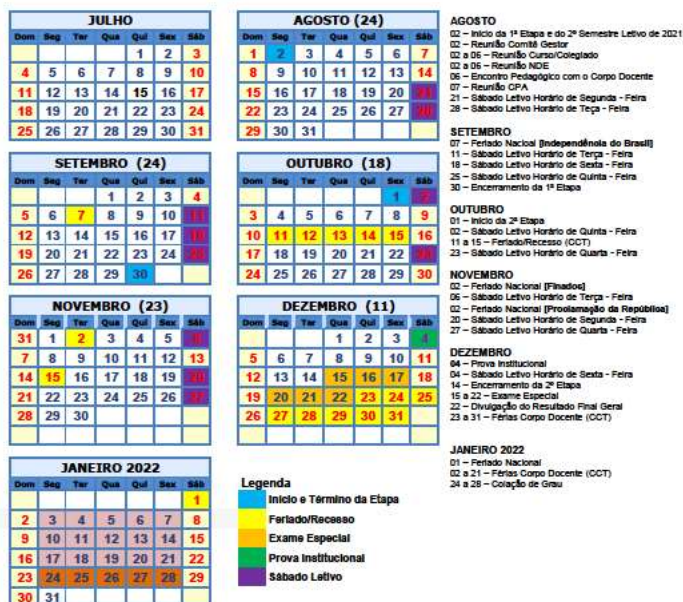 JULHO
Dom Seg Ter Qua Qui Sex Sáb
1 2 3
4 5 6 7 8 9 10
11 12 13 14 15 16 17
18 19 20 21 22 23 24
25 26 27 28 29 30 31
AGOSTO (24)
Dom Seg Ter Qua Qui Sex Sáb
1 2 3 4 5 6 7
8 9 10 11 12 13 14
15 16 17 18 19 20 21
22 23 24 25 26 27 28
29 30 31
SETEMBRO (24)
Dom Seg Ter Qua Qui Sex Sáb
1 2 3 4
5 6 7 8 9 10 11
12 13 14 15 16 17 18
19 20 21 22 23 24 25
26 27 28 29 30
OUTUBRO (18)
Dom Seg Ter Qua Qui Sex Sáb
1 2
3 4 5 6 7 8 9
10 11 12 13 14 15 16
17 18 19 20 21 22 23
24 25 26 27 28 29 30
NOVEMBRO (23)
Dom Seg Ter Qua Qui Sex Sáb
31 1 2 3 4 5 6
7 8 9 10 11 12 13
14 15 16 17 18 19 20
21 22 23 24 25 26 27
28 29 30
DEZEMBRO (11)
Dom Seg Ter Qua Qui Sex Sáb
1 2 3 4
5 6 7 8 9 10 11
12 13 14 15 16 17 18
19 20 21 22 23 24 25
26 27 28 29 30 31
JANEIRO 2022
Dom Seg Ter Qua Qui Sex Sáb
1
2 3 4 5 6 7 8
9 10 11 12 13 14 15
16 17 18 19 20 21 22
23 24 25 26 27 28 29
30 31
Legenda
Início e Término da Etapa
Feriado/Recesso
Exame Especial
Prova Institucional
Sábado Letivo
AGOSTO
02 – Início da 1ª Etapa e do 2º Semestre Letivo de 2021
02 – Reunião Comitê Gestor
02 a 06 – Reunião Curso/Colegiado
02 a 06 – Reunião NDE
06 – Encontro Pedagógico com o Corpo Docente
07 – Reunião CPA
21 – Sábado Letivo Horário de Segunda - Feira
28 – Sábado Letivo Horário de Teça - Feira
SETEMBRO
07 – Feriado Nacioal [Independência do Brasil]
11 – Sábado Letivo Horário de Terça - Feira
18 – Sábado Letivo Horário de Sexta - Feira
25 – Sábado Letivo Horário de Quinta - Feira
30 – Encerramento da 1ª Etapa
OUTUBRO
01 – Início da 2ª Etapa
02 – Sábado Letivo Horário de Quinta - Feira
11 a 15 – Feriado/Recesso (CCT)
23 – Sábado Letivo Horário de Quarta - Feira
NOVEMBRO
02 – Feriado Nacional [Finados]
06 – Sábado Letivo Horário de Terça - Feira
02 – Feriado Nacional [Proclamação da República]
20 – Sábado Letivo Horário de Segunda - Feira
27 – Sábado Letivo Horário de Quarta - Feira
DEZEMBRO
04 – Prova Institucional
04 – Sábado Letivo Horário de Sexta - Feira
14 – Encerramento da 2ª Etapa
15 a 22 – Exame Especial
22 – Divulgação do Resultado Final Geral
23 a 31 – Férias Corpo Docente (CCT)
JANEIRO 2022
01 – Feriado Nacional
02 a 21 – Férias Corpo Docente (CCT)
24 a 28 – Colação de Grau